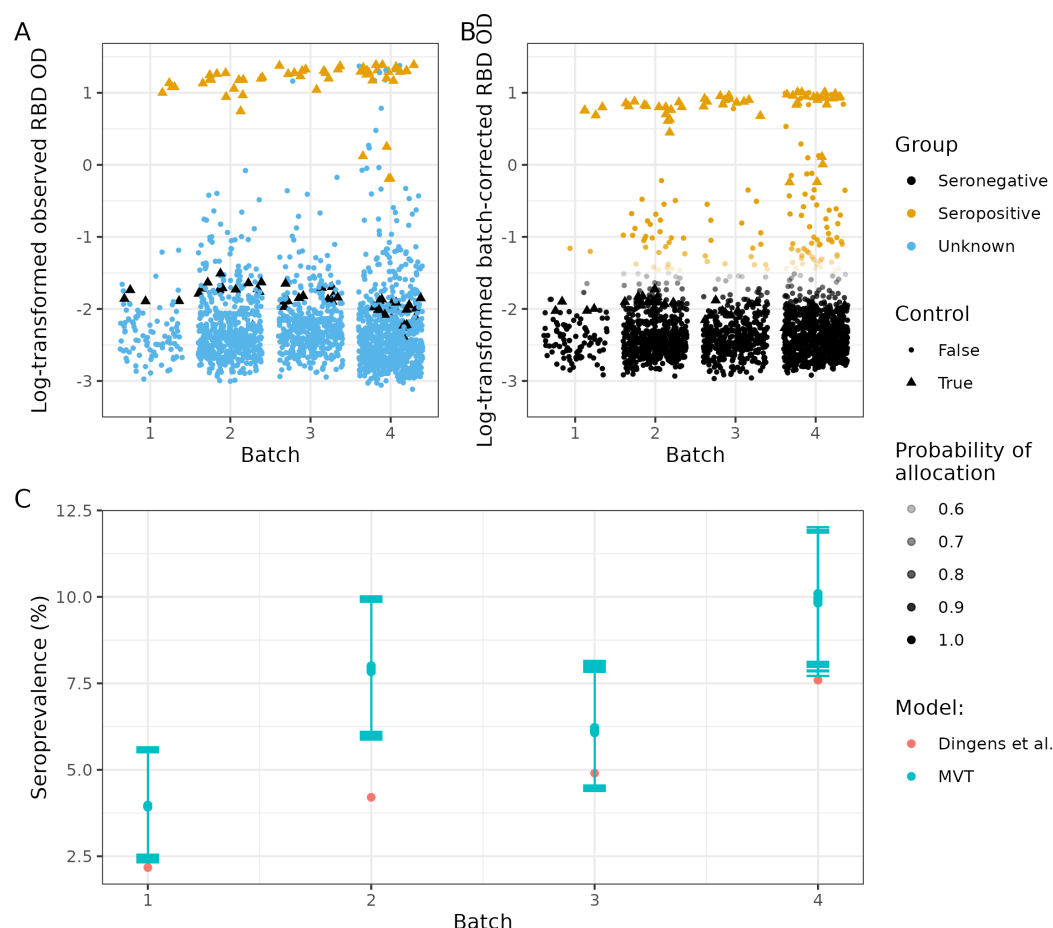 A
Log-transformed observed RBD OD
1
0
-1
-2
-3
1 2 3 4
Batch
B
Log-transformed batch-corrected RBD OD
1
0
-1
-2
-3
1 2 3 4
Batch
C
Seroprevalence (%)
12.5
10.0
7.5
5.0
2.5
1 2 3 4
Batch
Group
Seronegative
Seropositive
Unknown
Control
False
True
Probability of
allocation
0.6
0.7
0.8
0.9
1.0
Model:
Dingens et al.
MVT